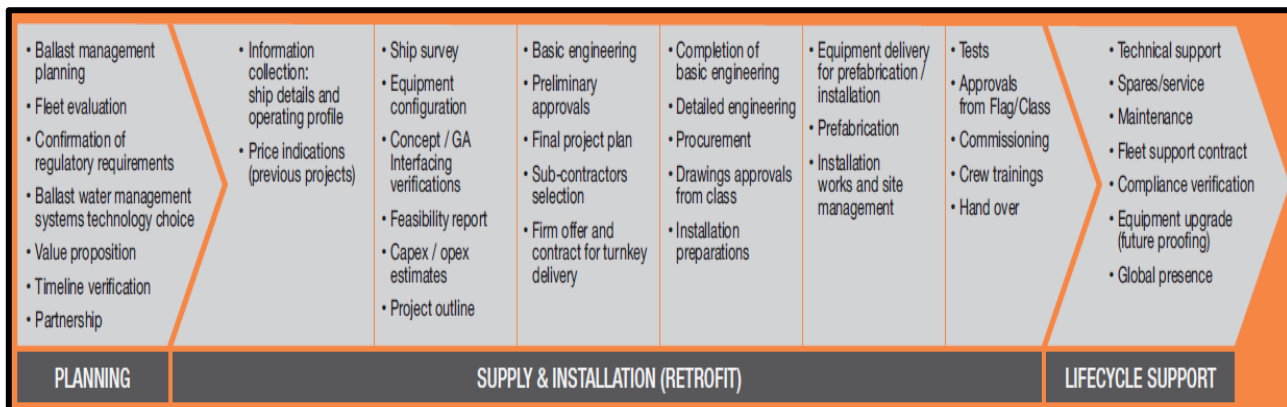 • Ballast management
planning
• Fleet evaluation
• Confirmation of
regulatory requirements
• Ballast water management
systems technology choice
• Value proposition
• Timeline verification
• Partnership
• Information
collection:
ship details and
operating profile
• Price indications
(previous projects)
• Ship survey
• Equipment
configuration
• Concept / GA
Interfacing
verifications
• Feasibility report
• Capex / opex
estimates
• Project outline
• Basic engineering
• Preliminary
approvals
• Final project plan
• Sub-contractors
selection
• Firm offer and
contract for turnkey
delivery
• Completion of
basic engineering
• Detailed engineering
• Procurement
• Drawings approvals
from class
• Installation
preparations
• Equipment delivery
for prefabrication /
installation
• Prefabrication
• Installation
works and site
management
• Tests
• Approvals
from Flag/Class
• Commissioning
• Crew trainings
• Hand over
• Technical support
• Spares/service
• Maintenance
• Fleet support contract
• Compliance verification
• Equipment upgrade
(future proofing)
• Global presence
PLANNING
SUPPLY & INSTALLATION (RETROFIT)
LIFECYCLE SUPPORT